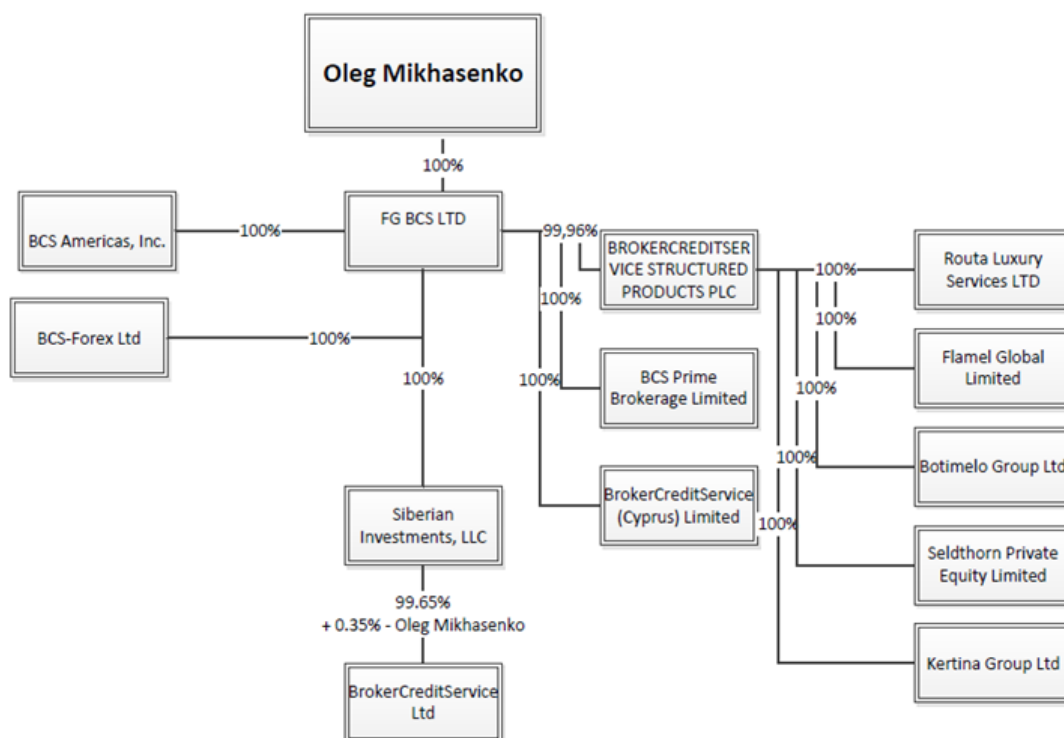 Oleg Mikhasenko
100%
FG BCS LTD
BCS Americas, Inc.
100%
99,96%
BROKERCREDITSER
VICE STRUCTURED
PRODUCTS PLC
100%
Routa Luxury
Services LTD
BCS-Forex Ltd
100%
100%
100%
Flamel Global
Limited
100%
100%
BCS Prime
Brokerage Limited
100%
Botimelo Group Ltd
100%
Siberian
Investments, LLC
BrokerCreditService
(Cyprus) Limited
100%
Seldthorn Private
Equity Limited
99.65%
+ 0.35% - Oleg Mikhasenko
BrokerCreditService
Ltd
Kertina Group Ltd